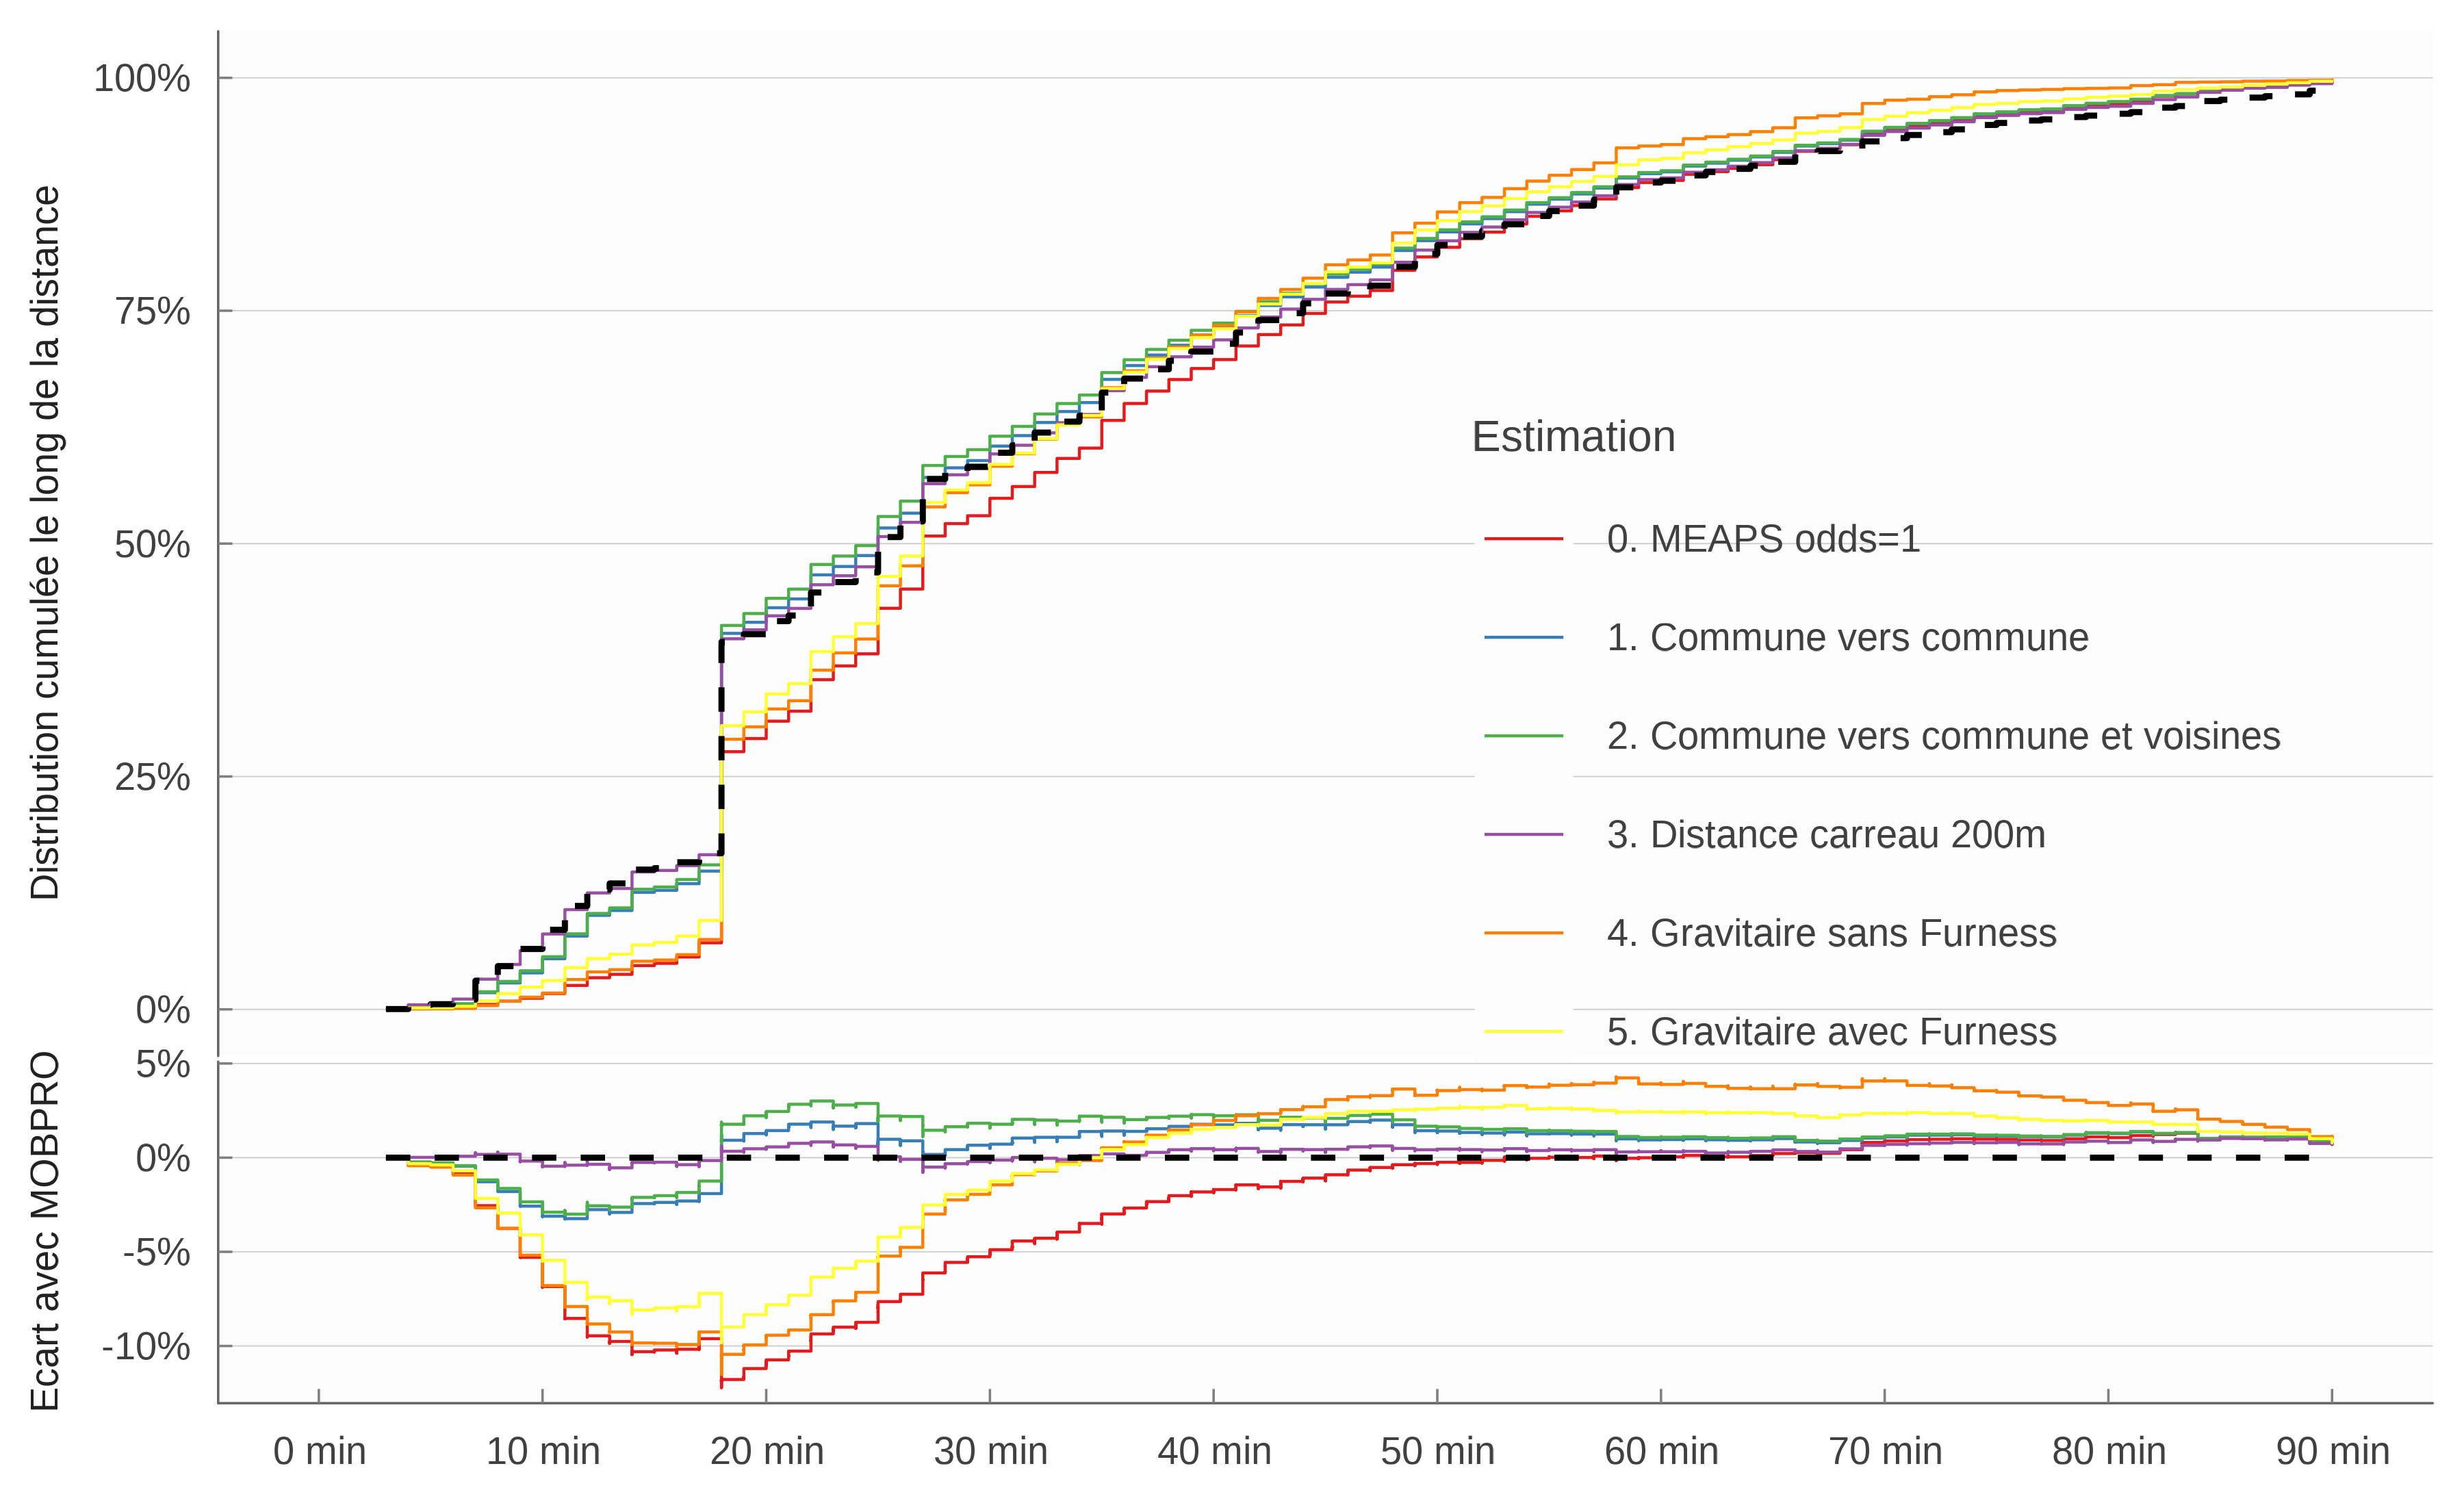 Distribution cumulée le long de la distance
100%
75%
50%
25%
0%
Estimation
0. MEAPS odds=1
1. Commune vers commune
2. Commune vers commune et voisines
3. Distance carreau 200m
4. Gravitaire sans Furness
5. Gravitaire avec Furness
Ecart avec MOBPRO
5%
0%
-5%
-10%
0 min 10 min 20 min 30 min 40 min 50 min 60 min 70 min 80 min 90 min